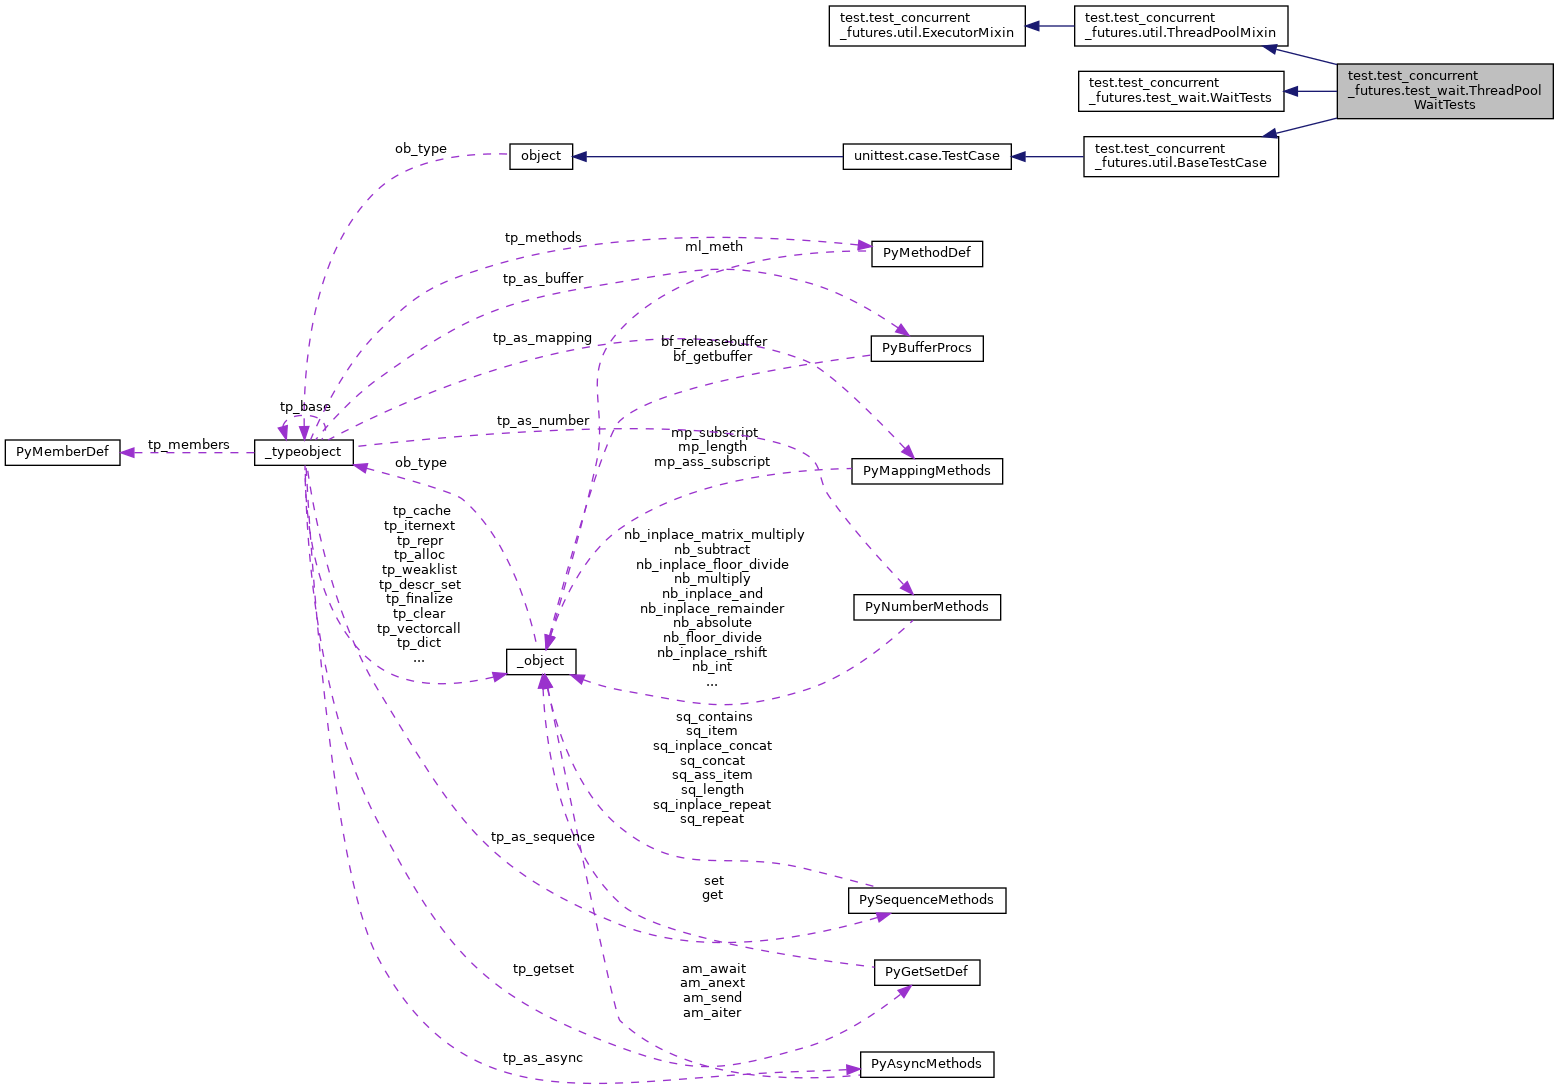 test.test_concurrent
_futures.util.ExecutorMixin
test.test_concurrent
_futures.util.ThreadPoolMixin
test.test_concurrent
_futures.test_wait.ThreadPool
WaitTests
test.test_concurrent
_futures.test_wait.WaitTests
test.test_concurrent
_futures.util.BaseTestCase
unittest.case.TestCase
object
ob_type
tp_methods
ml_meth
PyMethodDef
tp_as_buffer
tp_as_mapping
bf_releasebuffer
bf_getbuffer
PyBufferProcs
tp_base
tp_as_number
PyMemberDef
tp_members
_typeobject
ob_type
mp_subscript
mp_length
mp_ass_subscript
PyMappingMethods
tp_cache
tp_iternext
tp_repr
tp_alloc
tp_weaklist
tp_descr_set
tp_finalize
tp_clear
tp_vectorcall
tp_dict
...
_object
nb_inplace_matrix_multiply
nb_subtract
nb_inplace_floor_divide
nb_multiply
nb_inplace_and
nb_inplace_remainder
nb_absolute
nb_floor_divide
nb_inplace_rshift
nb_int
...
PyNumberMethods
sq_contains
sq_item
sq_inplace_concat
sq_concat
sq_ass_item
sq_length
sq_inplace_repeat
sq_repeat
tp_as_sequence
PySequenceMethods
set
get
PyGetSetDef
tp_getset
am_await
am_anext
am_send
am_aiter
tp_as_async
PyAsyncMethods